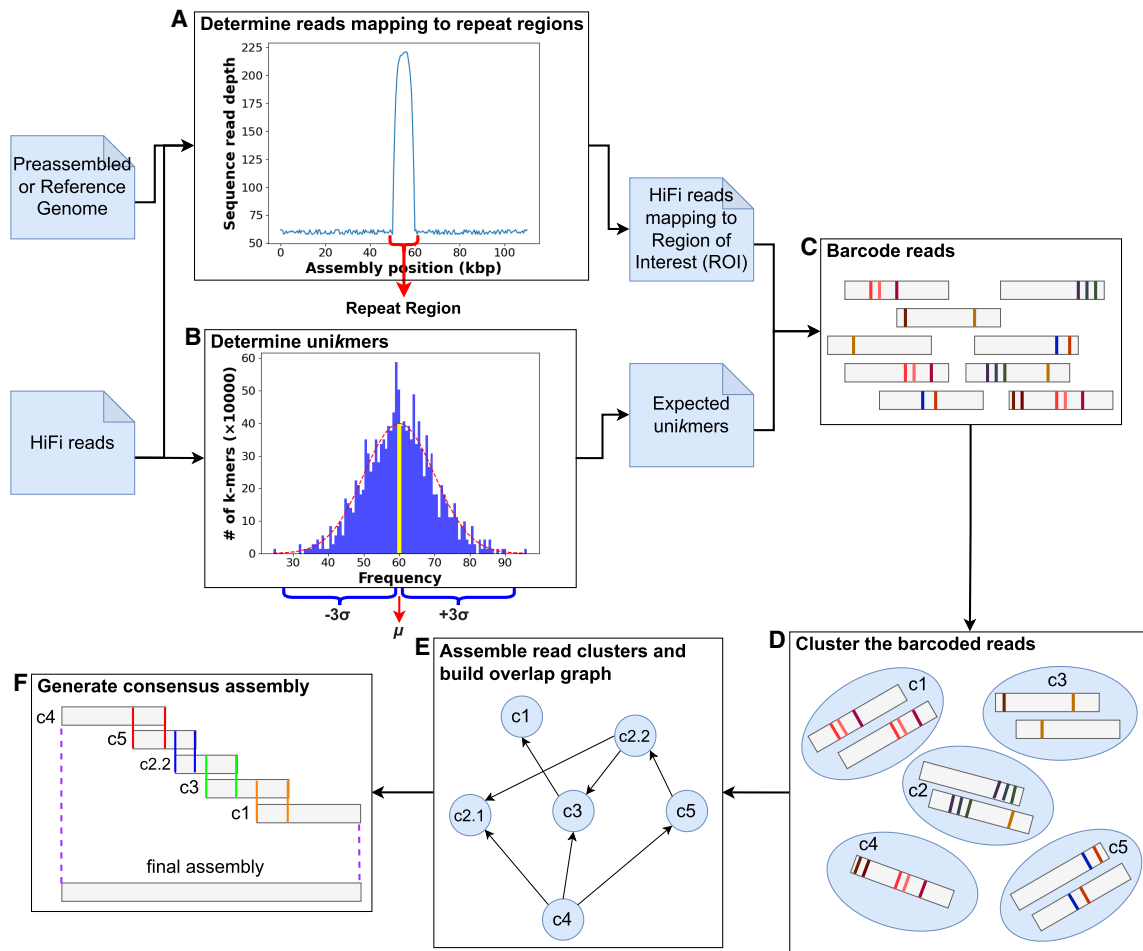 A
Determine reads mapping to repeat regions
Sequence read depth
225
200
175
150
125
100
75
50
0
20
40
60
80
100
Assembly position (kbp)
Repeat Region
Preassembled
or Reference
Genome
HiFi reads
B
Determine unikmers
# of k-mers (×10000)
60
50
40
30
20
10
0
30
40
50
60
70
80
90
Frequency
-3σ
+3σ
μ
HiFi reads
mapping to
Region of
Interest (ROI)
Expected
unikmers
C
Barcode reads
D
Cluster the barcoded reads
c1
c3
c2
c4
c5
E
Assemble read clusters and
build overlap graph
c1
c2.2
c2.1
c3
c5
c4
F
Generate consensus assembly
c4
c5
c2.2
c3
c1
final assembly